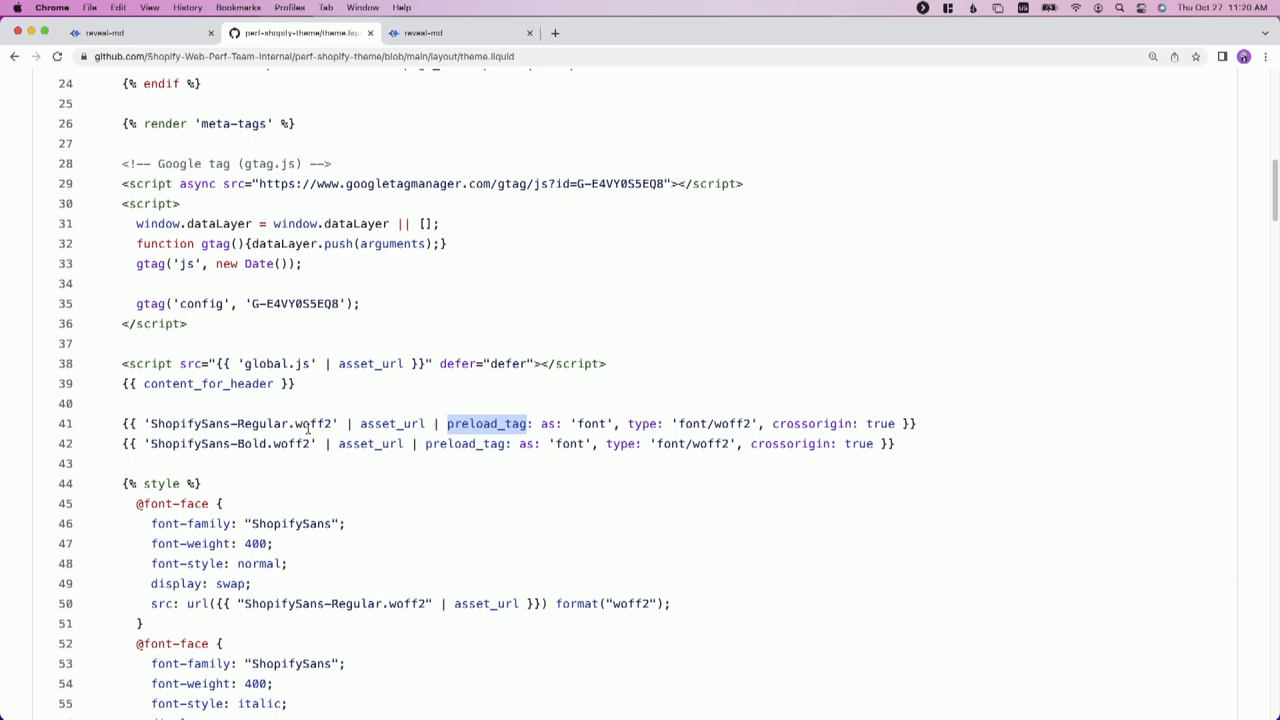 Chrome File Edit View History Bookmarks Profiles Tab Window Help Thu Oct 27 11:20 AM
reveal-md perf-shopify-theme/theme.liqu reveal-md
github.com/Shopify-Web-Perf-Team-Internal/perf-shopify-theme/blob/main/layout/theme.liquid
24 {% endif %}
25
26 {% render 'meta-tags' %}
27
28 <!-- Google tag (gtag.js) -->
29 <script async src="https://www.googletagmanager.com/gtag/js?id=G-E4VY0S5EQ8"></script>
30 <script>
31 window.dataLayer = window.dataLayer || [];
32 function gtag(){dataLayer.push(arguments);}
33 gtag('js', new Date());
34
35 gtag('config', 'G-E4VY0S5EQ8');
36 </script>
37
38 <script src="{{ 'global.js' | asset_url }}" defer="defer"></script>
39 {{ content_for_header }}
40
41 {{ 'ShopifySans-Regular.woff2' | asset_url | preload_tag: as: 'font', type: 'font/woff2', crossorigin: true }}
42 {{ 'ShopifySans-Bold.woff2' | asset_url | preload_tag: as: 'font', type: 'font/woff2', crossorigin: true }}
43
44 {% style %}
45 @font-face {
46 font-family: "ShopifySans";
47 font-weight: 400;
48 font-style: normal;
49 display: swap;
50 src: url({{ "ShopifySans-Regular.woff2" | asset_url }}) format("woff2");
51 }
52 @font-face {
53 font-family: "ShopifySans";
54 font-weight: 400;
55 font-style: italic;